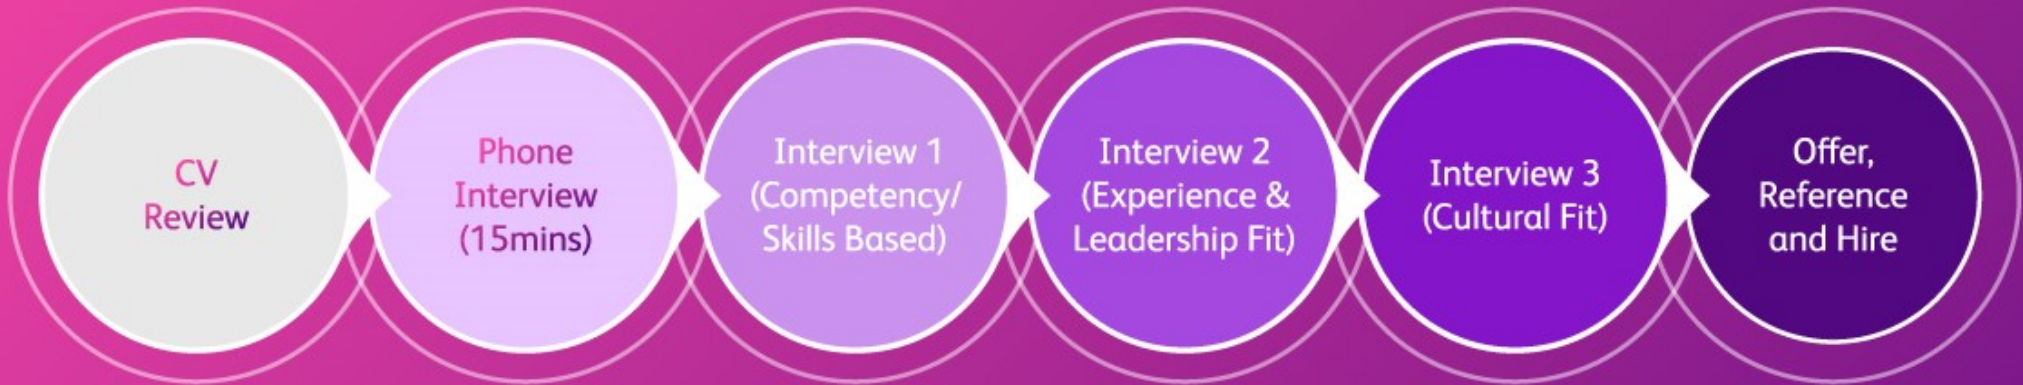 CV
Review
Phone
Interview
(15mins)
Interview 1
(Competency/
Skills Based)
Interview 2
(Experience &
Leadership Fit)
Interview 3
(Cultural Fit)
Offer,
Reference
and Hire